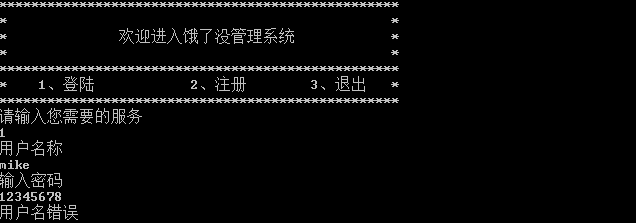 **************************************************
*                                                *
*             欢迎进入饿了没管理系统             *
*                                                *
**************************************************
*    1、登陆            2、注册        3、退出   *
**************************************************
请输入您需要的服务
1
用户名称
mike
输入密码
12345678
用户名错误